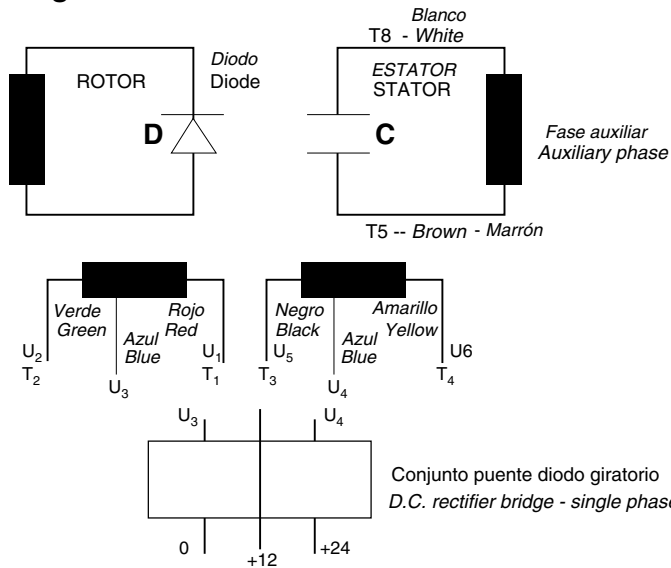 Blanco
T8 - White
Diodo
Diode
ROTOR
ESTATOR
STATOR
D
C
Fase auxiliar
Auxiliary phase
T5 -- Brown - Marrón
Verde
Green
Rojo
Red
Azul
Blue
U2
T2
U3
U1
T1
Negro
Black
Amarillo
Yellow
Azul
Blue
U5
T3
U4
U6
T4
U3
U4
Conjunto puente diodo giratorio
D.C. rectifier bridge - single phase
0
+12
+24